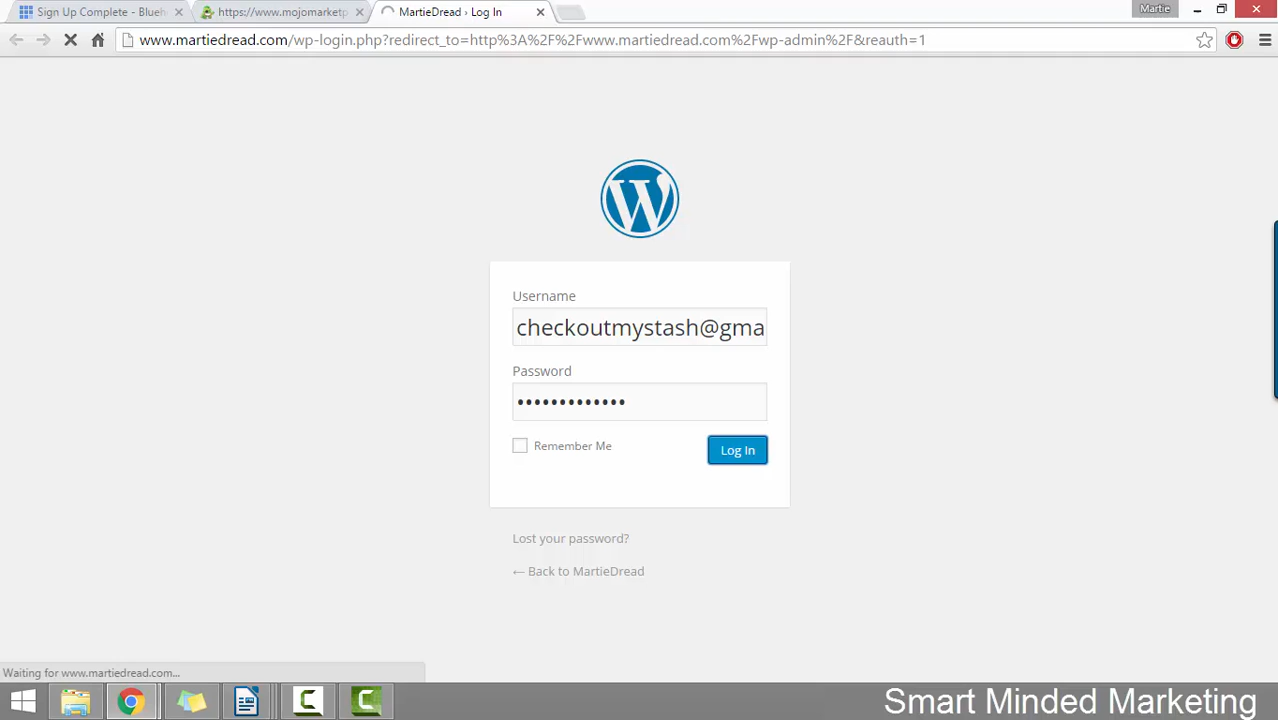 Sign Up Complete - Blueh
https://www.mojomarketp
MartieDread › Log In
Martie
www.martiedread.com/wp-login.php?redirect_to=http%3A%2F%2Fwww.martiedread.com%2Fwp-admin%2F&reauth=1
Username
checkoutmystash@gma
Password
•••••••••••••
Remember Me
Log In
Lost your password?
← Back to MartieDread
Waiting for www.martiedread.com...
Smart Minded Marketing